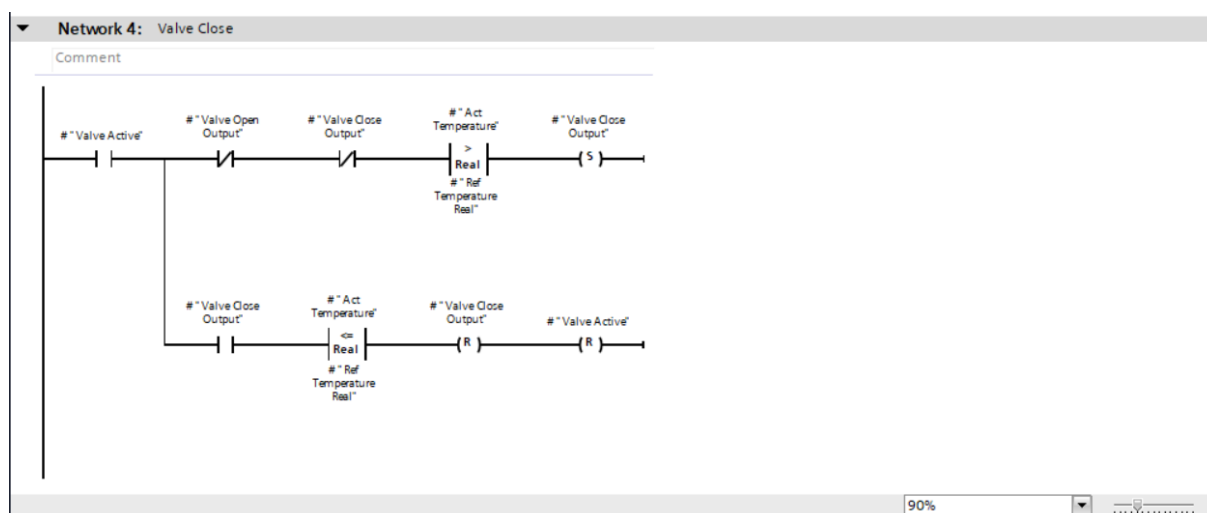 Network 4: Valve Close
Comment
#"Valve Active"
#"Valve Open
Output"
#"Valve Close
Output"
#"Act
Temperature"
>
Real
#"Ref
Temperature
Real"
#"Valve Close
Output"
S
#"Valve Close
Output"
#"Act
Temperature"
<=
Real
#"Ref
Temperature
Real"
#"Valve Close
Output"
R
#"Valve Active"
R
90%